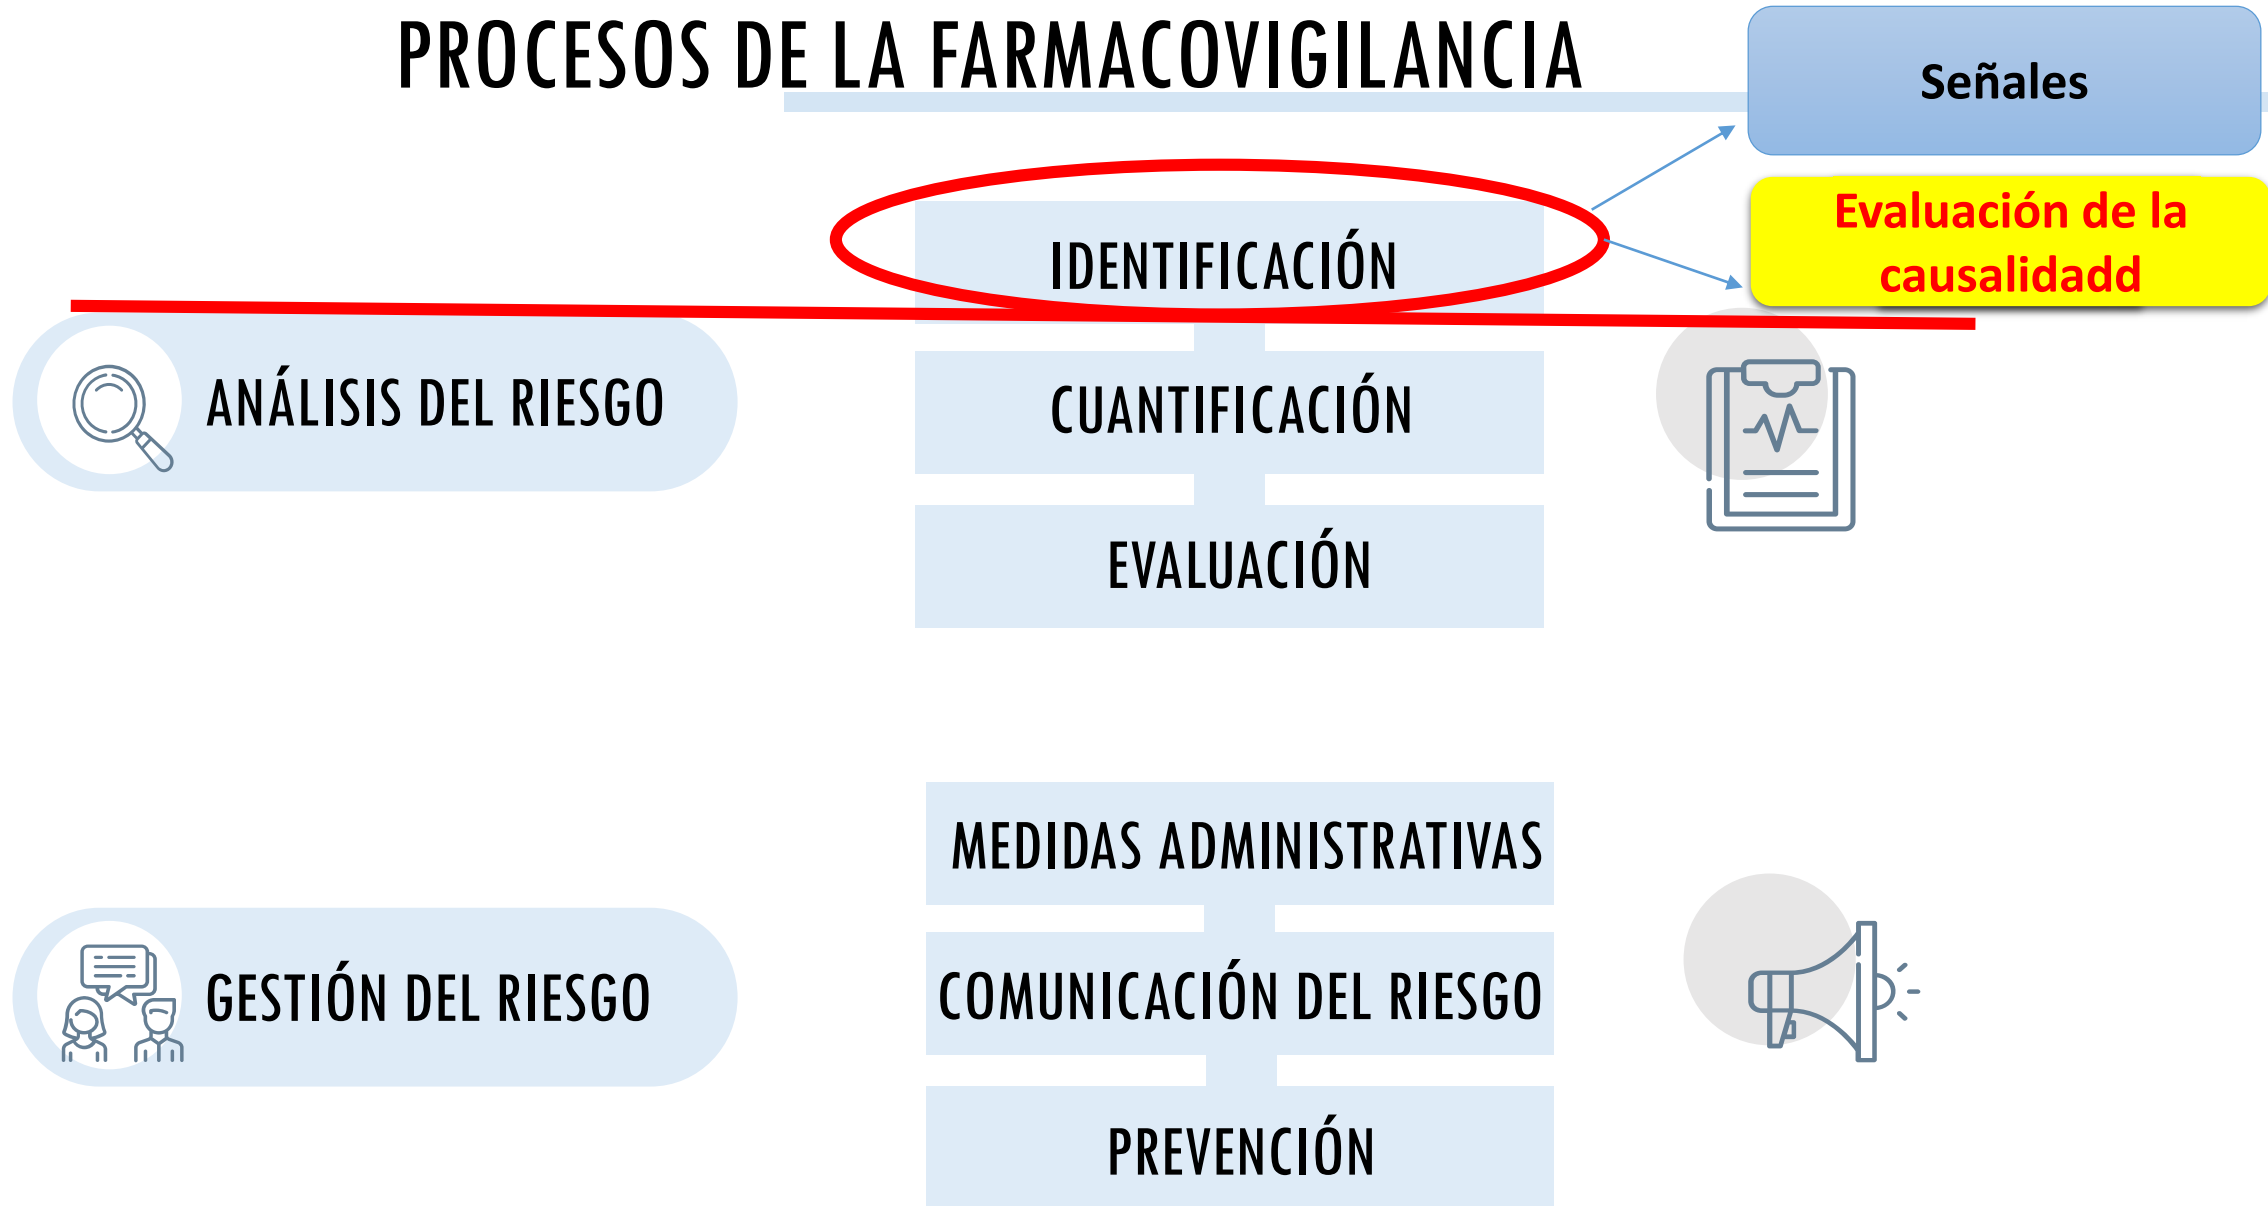 PROCESOS DE LA FARMACOVIGILANCIA
Señales
Evaluación de la
causalidadd
IDENTIFICACIÓN
ANÁLISIS DEL RIESGO
CUANTIFICACIÓN
EVALUACIÓN
MEDIDAS ADMINISTRATIVAS
GESTIÓN DEL RIESGO
COMUNICACIÓN DEL RIESGO
PREVENCIÓN